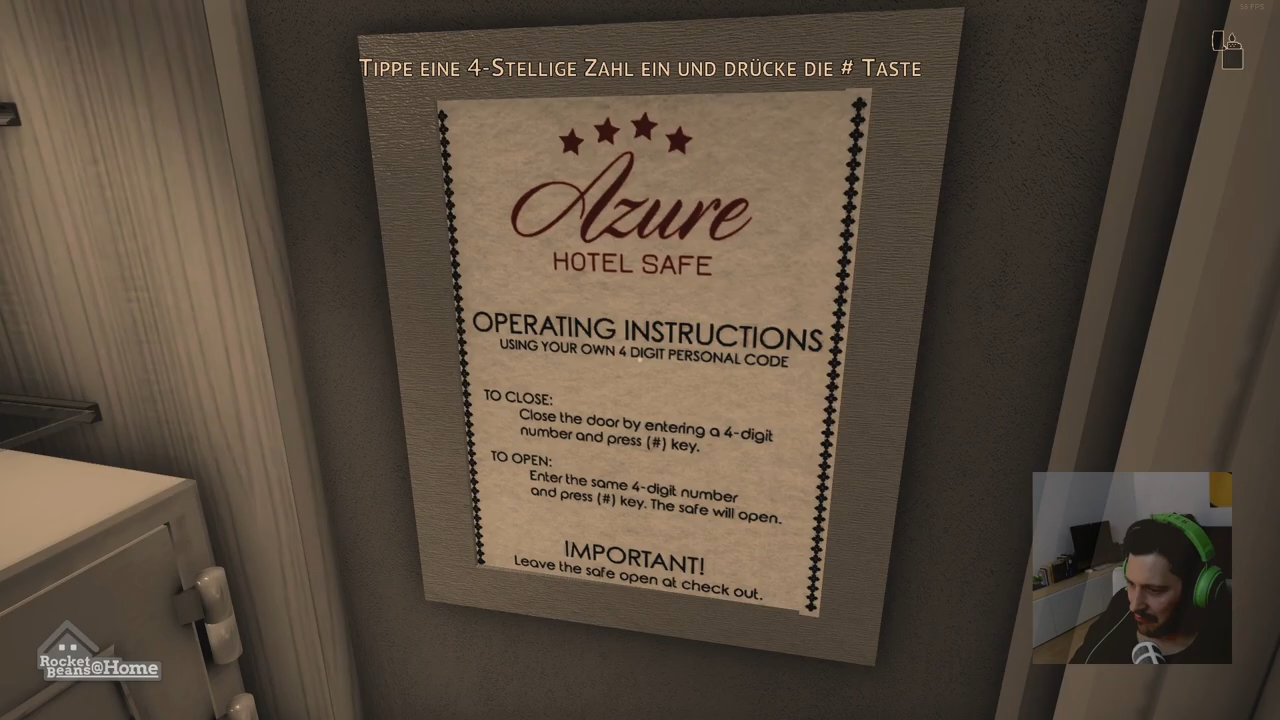 56 FPS
TIPPE EINE 4-STELLIGE ZAHL EIN UND DRÜCKE DIE # TASTE
Azure
HOTEL SAFE
OPERATING INSTRUCTIONS
USING YOUR OWN 4 DIGIT PERSONAL CODE
TO CLOSE:
Close the door by entering a 4-digit
number and press (#) key.
TO OPEN:
Enter the same 4-digit number
and press (#) key. The safe will open.
IMPORTANT!
Leave the safe open at check out.
Rocket
Beans@Home